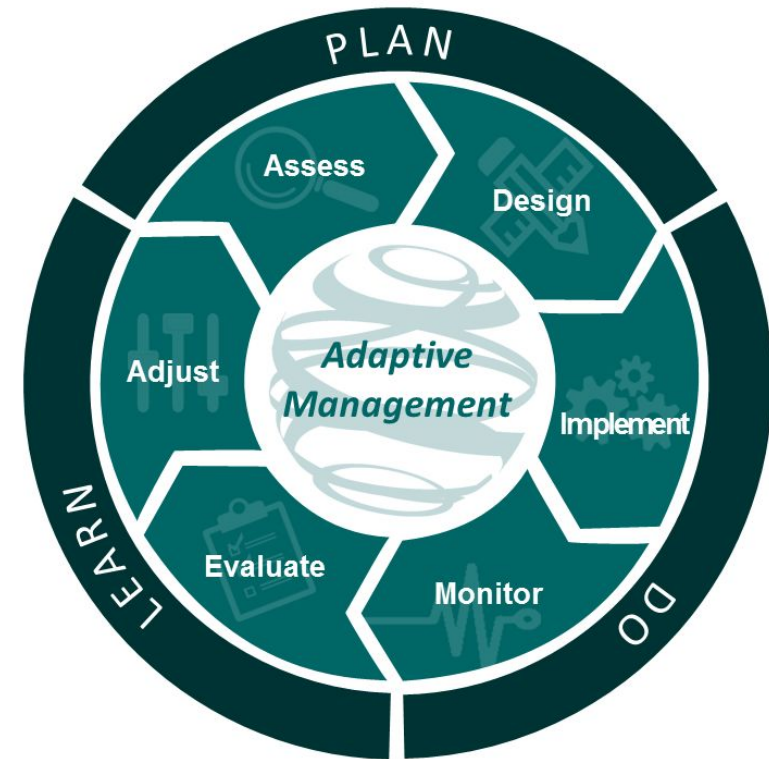 PLAN
Assess
Design
Adaptive
Management
Adjust
Implement
Evaluate
Monitor
LEARN
DO